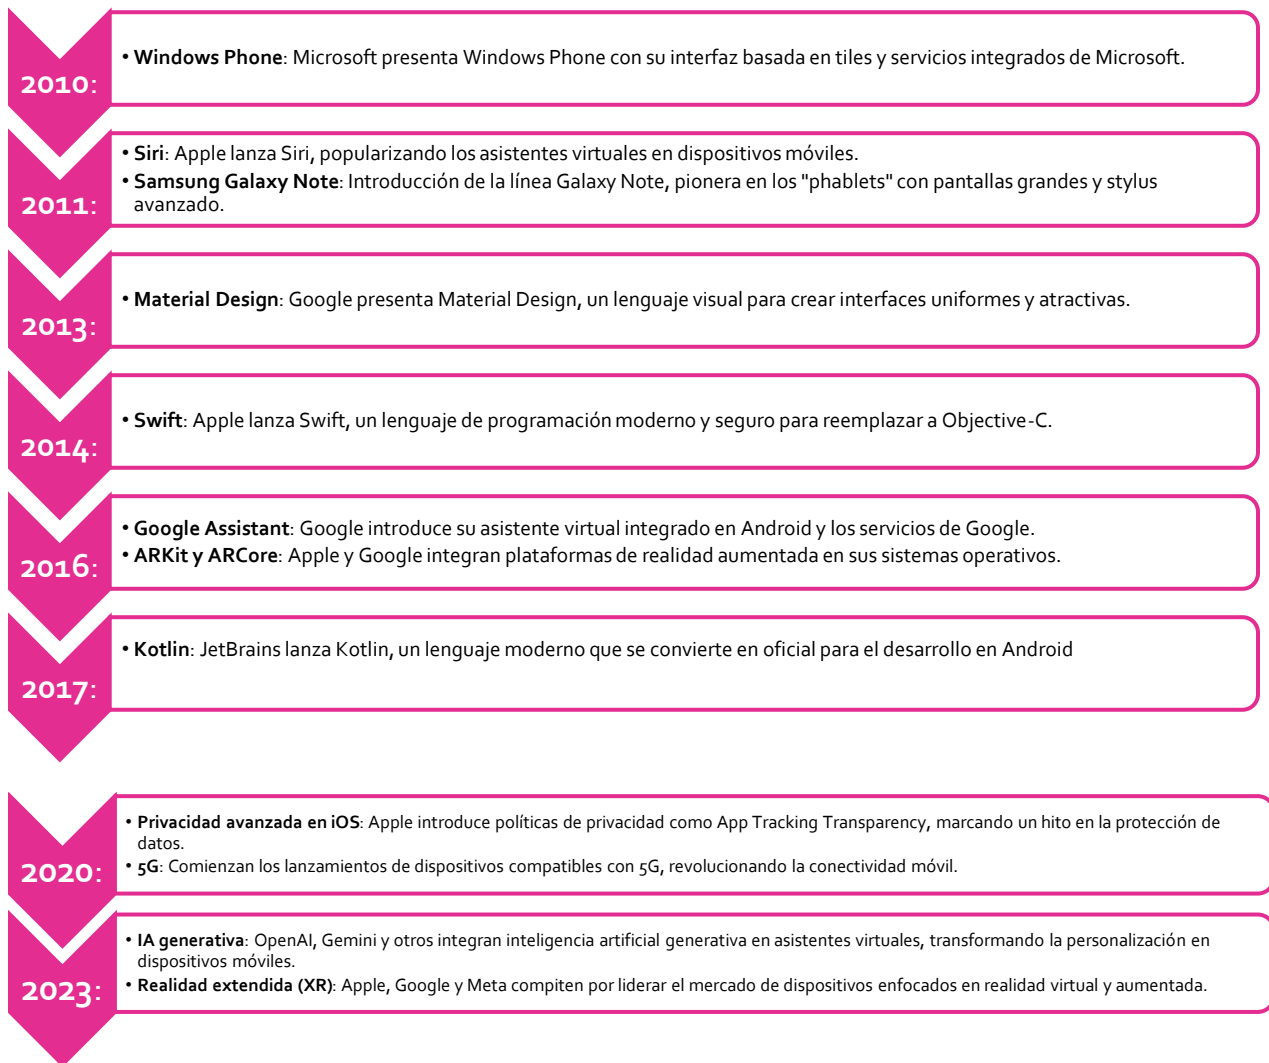 2010:
• Windows Phone: Microsoft presenta Windows Phone con su interfaz basada en tiles y servicios integrados de Microsoft.
2011:
• Siri: Apple lanza Siri, popularizando los asistentes virtuales en dispositivos móviles.
• Samsung Galaxy Note: Introducción de la línea Galaxy Note, pionera en los "phablets" con pantallas grandes y stylus
avanzado.
2013:
• Material Design: Google presenta Material Design, un lenguaje visual para crear interfaces uniformes y atractivas.
2014:
• Swift: Apple lanza Swift, un lenguaje de programación moderno y seguro para reemplazar a Objective-C.
2016:
• Google Assistant: Google introduce su asistente virtual integrado en Android y los servicios de Google.
• ARKit y ARCore: Apple y Google integran plataformas de realidad aumentada en sus sistemas operativos.
2017:
• Kotlin: JetBrains lanza Kotlin, un lenguaje moderno que se convierte en oficial para el desarrollo en Android
2020:
• Privacidad avanzada en iOS: Apple introduce políticas de privacidad como App Tracking Transparency, marcando un hito en la protección de
datos.
• 5G: Comienzan los lanzamientos de dispositivos compatibles con 5G, revolucionando la conectividad móvil.
2023:
• IA generativa: OpenAI, Gemini y otros integran inteligencia artificial generativa en asistentes virtuales, transformando la personalización en
dispositivos móviles.
• Realidad extendida (XR): Apple, Google y Meta compiten por liderar el mercado de dispositivos enfocados en realidad virtual y aumentada.